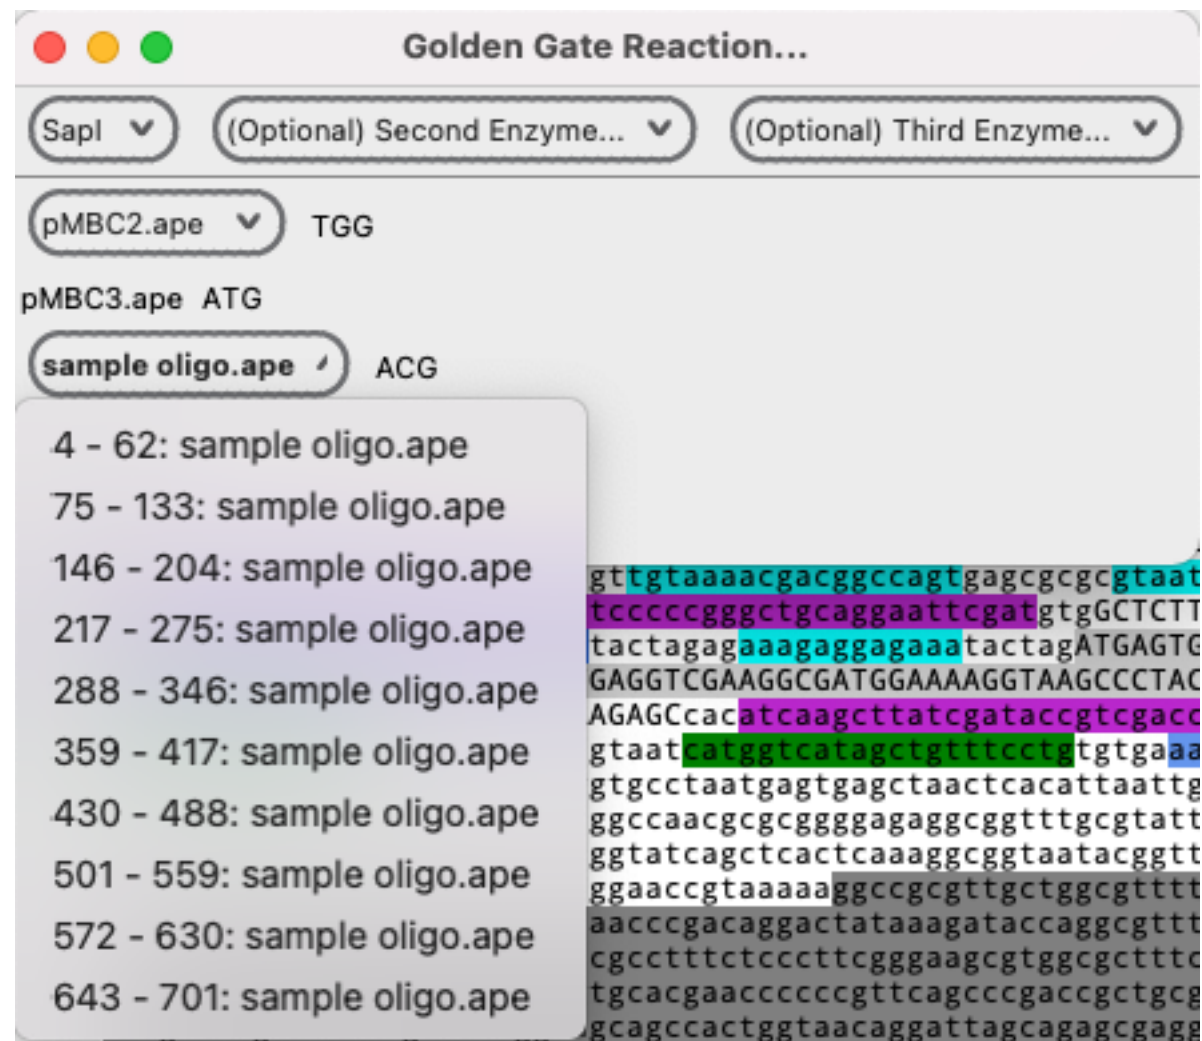 Golden Gate Reaction...
SapI (Optional) Second Enzyme... (Optional) Third Enzyme...
pMBC2.ape TGG
pMBC3.ape ATG
sample oligo.ape ACG
4 - 62: sample oligo.ape
75 - 133: sample oligo.ape
146 - 204: sample oligo.ape
217 - 275: sample oligo.ape
288 - 346: sample oligo.ape
359 - 417: sample oligo.ape
430 - 488: sample oligo.ape
501 - 559: sample oligo.ape
572 - 630: sample oligo.ape
643 - 701: sample oligo.ape
gttgtaaaacgacggccagtgagcgcgcgtaat
tcccccgggctgcaggaattcgatgtgGCTCTT
tactagagaaagaggagaaatactagATGAGTG
GAGGTCGAAGGCGATGGAAAAGGTAAGCCCTAC
AGAGCcacatcaagcttatcgataccgtcgacc
gtaatcatggtcatagctgtttcctgtgtgaaa
gtgcctaatgagtgagctaactcacattaattg
ggccaacgcgcggggagaggcggtttgcgtatt
ggtatcagctcactcaaaggcggtaatacggtt
ggaaccgtaaaaaggccgcgttgctggcgtttt
aacccgacaggactataaagataccaggcgttt
cgcctttctcccttcgggaagcgtggcgctttc
tgcacgaaccccccgttcagcccgaccgctgcg
gcagccactggtaacaggattagcagagcgagg